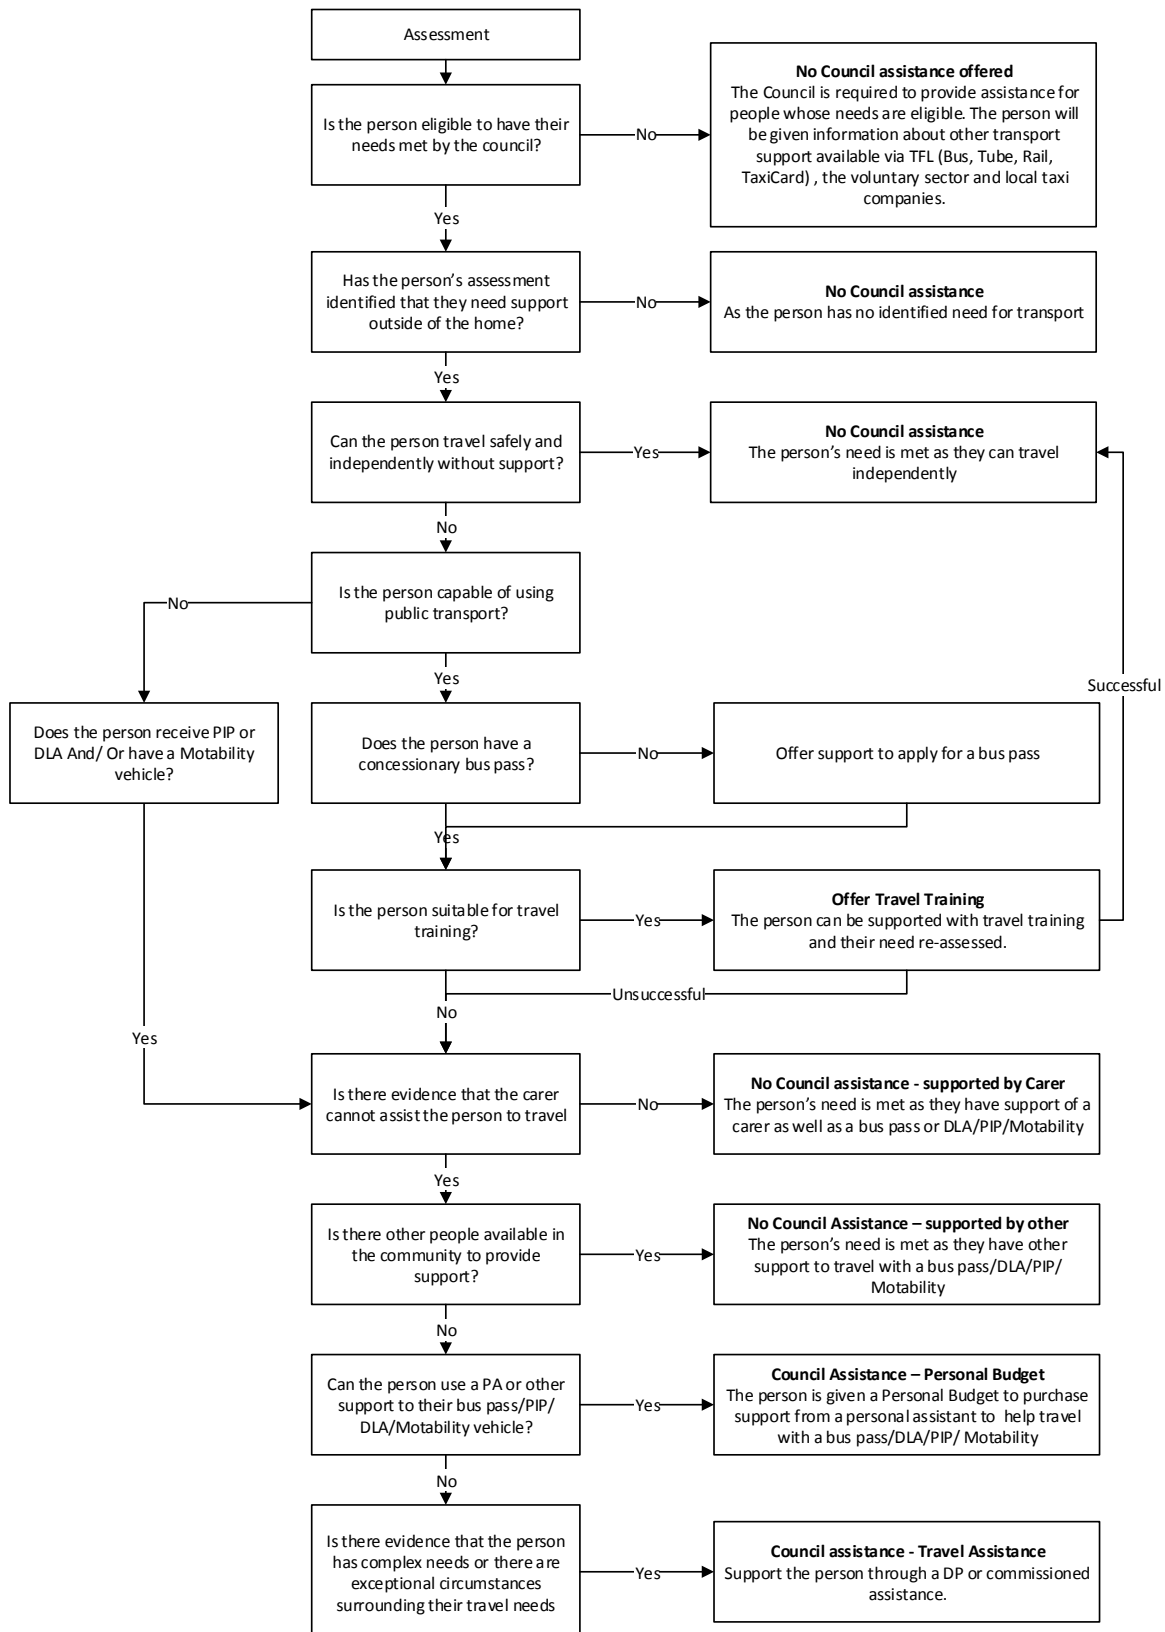 Assessment
No Council assistance offered
The Council is required to provide assistance for
people whose needs are eligible. The person will
be given information about other transport
support available via TFL (Bus, Tube, Rail,
TaxiCard) , the voluntary sector and local taxi
companies.
Is the person eligible to have their
needs met by the council?
No
Yes
Has the person's assessment
identified that they need support
outside of the home?
No
No Council assistance
As the person has no identified need for transport
Yes
Can the person travel safely and
independently without support?
Yes
No Council assistance
The person's need is met as they can travel
independently
No
Is the person capable of using
public transport?
No
Yes
Successful
Does the person receive PIP or
DLA And/ Or have a Motability
vehicle?
Does the person have a
concessionary bus pass?
No
Offer support to apply for a bus pass
Yes
Is the person suitable for travel
training?
Yes
Offer Travel Training
The person can be supported with travel training
and their need re-assessed.
Unsuccessful
No
Yes
Is there evidence that the carer
cannot assist the person to travel
No
No Council assistance - supported by Carer
The person's need is met as they have support of a
carer as well as a bus pass or DLA/PIP/Motability
Yes
Is there other people available in
the community to provide
support?
Yes
No Council Assistance – supported by other
The person's need is met as they have other
support to travel with a bus pass/DLA/PIP/
Motability
No
Can the person use a PA or other
support to their bus pass/PIP/
DLA/Motability vehicle?
Yes
Council Assistance – Personal Budget
The person is given a Personal Budget to purchase
support from a personal assistant to help travel
with a bus pass/DLA/PIP/ Motability
No
Is there evidence that the person
has complex needs or there are
exceptional circumstances
surrounding their travel needs
Yes
Council assistance - Travel Assistance
Support the person through a DP or commissioned
assistance.